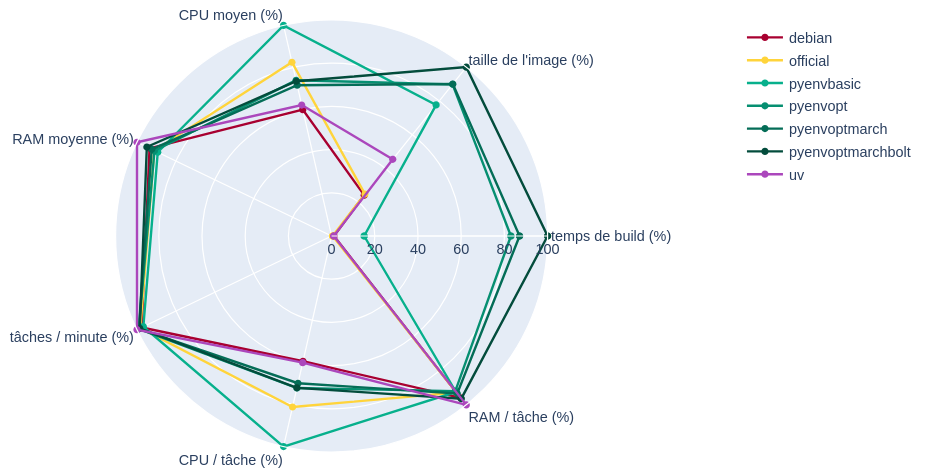 CPU moyen (%)
taille de l'image (%)
RAM moyenne (%)
temps de build (%)
0 20 40 60 80 100
tâches / minute (%)
RAM / tâche (%)
CPU / tâche (%)
debian
official
pyenvbasic
pyenvopt
pyenvoptmarch
pyenvoptmarchbolt
uv